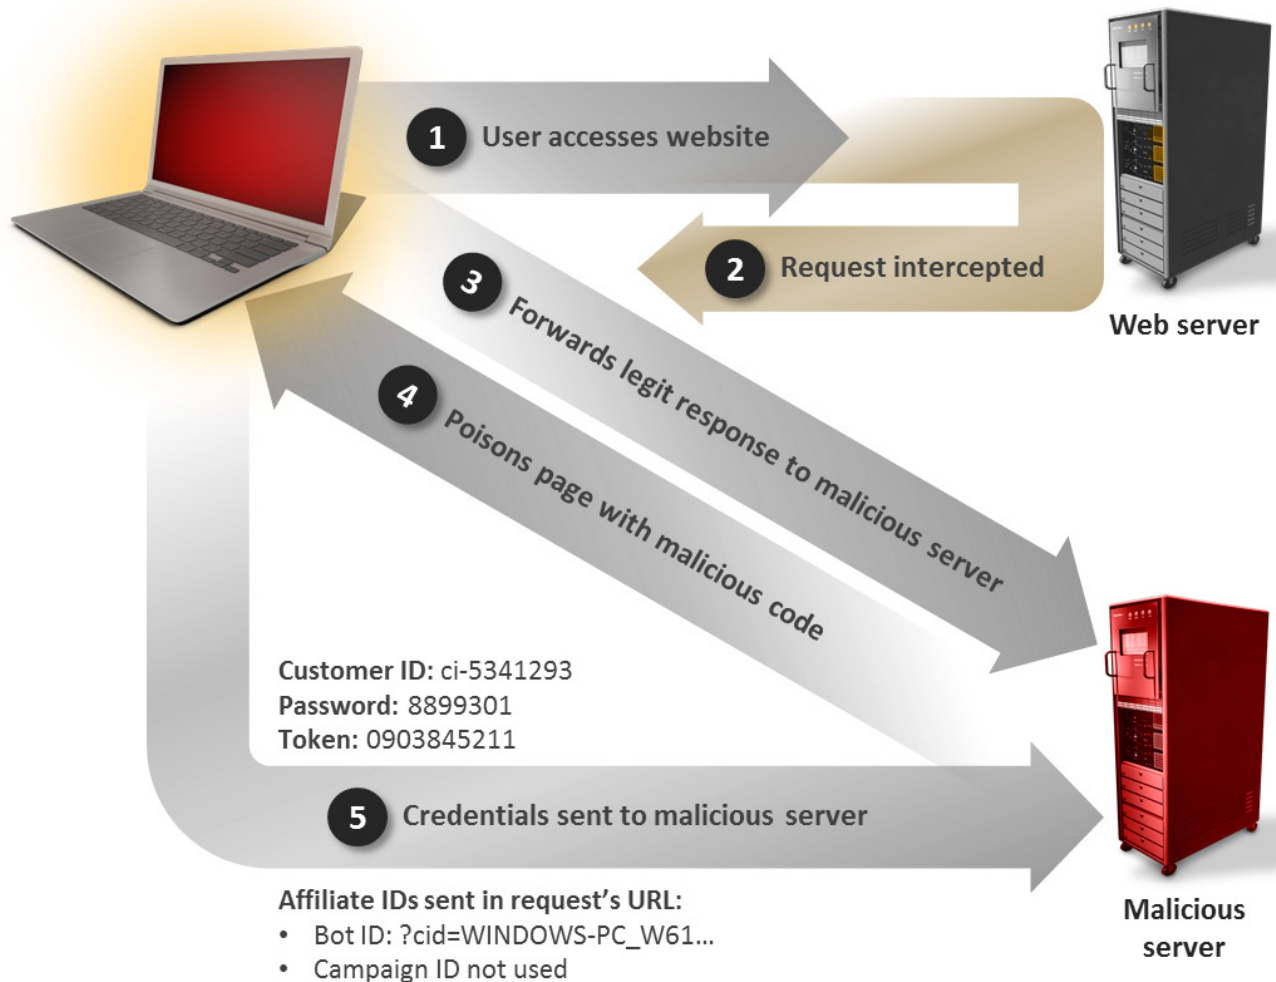 1 User accesses website
2 Request intercepted
Web server
3 Forwards legit response to malicious server
4 Poisons page with malicious code
Customer ID: ci-5341293
Password: 8899301
Token: 0903845211
5 Credentials sent to malicious server
Affiliate IDs sent in request’s URL:
• Bot ID: ?cid=WINDOWS-PC_W61...
• Campaign ID not used
Malicious
server